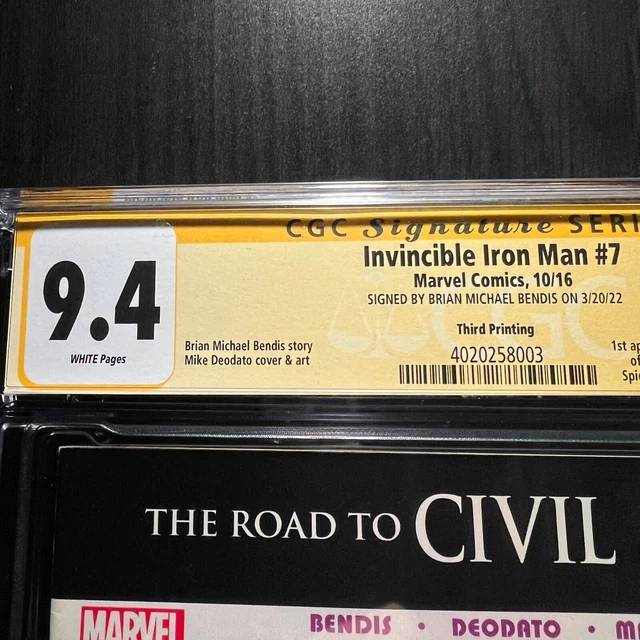 CGC Signature SERI
Invincible Iron Man #7
Marvel Comics, 10/16
SIGNED BY BRIAN MICHAEL BENDIS ON 3/20/22
9.4
WHITE Pages
Third Printing
Brian Michael Bendis story
Mike Deodato cover & art
4020258003
1st ap
of
Spi
CGC
THE ROAD TO CIVIL
MARVEL
BENDIS • DEODATO • M